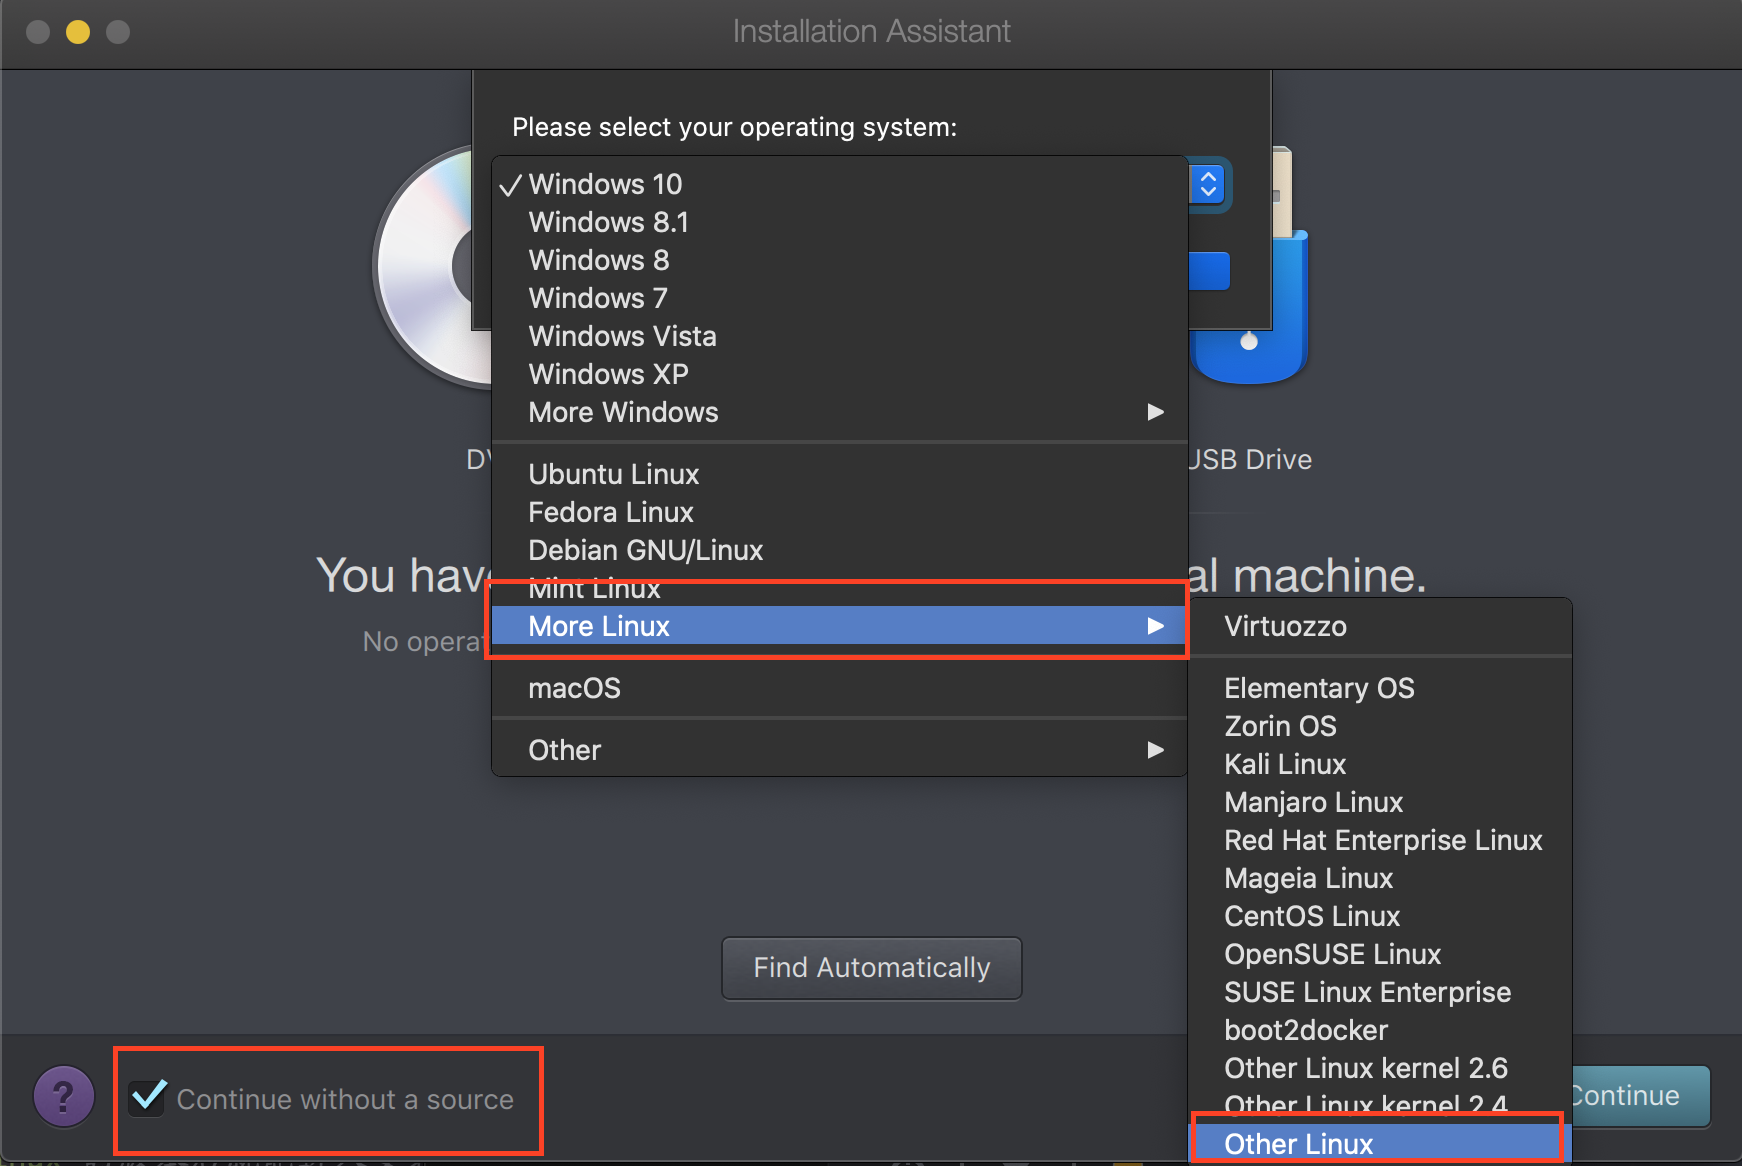 Installation Assistant
Please select your operating system:
Windows 10
Windows 8.1
Windows 8
Windows 7
Windows Vista
Windows XP
More Windows
Ubuntu Linux
Fedora Linux
Debian GNU/Linux
Mint Linux
More Linux
macOS
Other
USB Drive
You have
al machine.
No operat
Virtuozzo
Elementary OS
Zorin OS
Kali Linux
Manjaro Linux
Red Hat Enterprise Linux
Mageia Linux
CentOS Linux
OpenSUSE Linux
SUSE Linux Enterprise
boot2docker
Other Linux kernel 2.6
Other Linux kernel 2.4
Other Linux
Find Automatically
?
Continue without a source
Continue